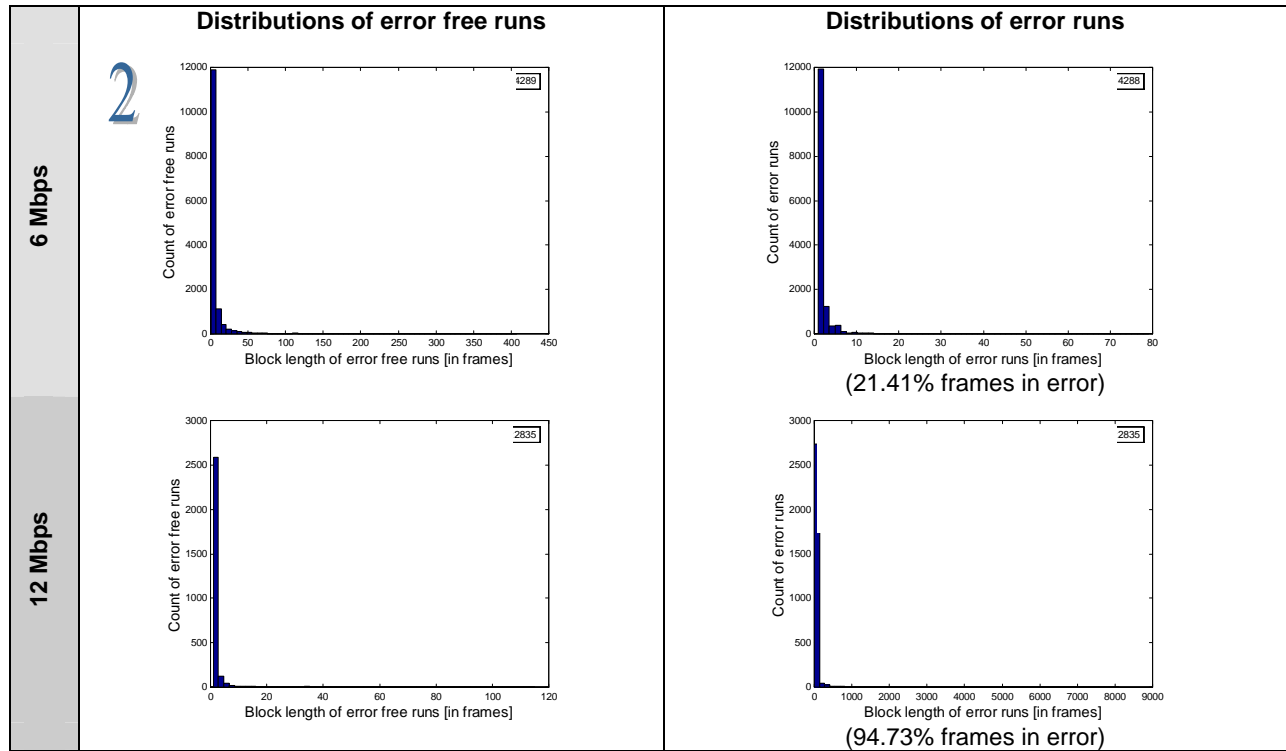 Distributions of error free runs
Distributions of error runs
2
6 Mbps
12000
10000
8000
6000
4000
2000
0
Count of error free runs
4289
0 50 100 150 200 250 300 350 400 450
Block length of error free runs [in frames]
12000
10000
8000
6000
4000
2000
0
Count of error runs
4288
0 10 20 30 40 50 60 70 80
Block length of error runs [in frames]
(21.41% frames in error)
12 Mbps
3000
2500
2000
1500
1000
500
0
Count of error free runs
2835
0 20 40 60 80 100 120
Block length of error free runs [in frames]
3000
2500
2000
1500
1000
500
0
Count of error runs
2835
0 1000 2000 3000 4000 5000 6000 7000 8000 9000
Block length of error runs [in frames]
(94.73% frames in error)